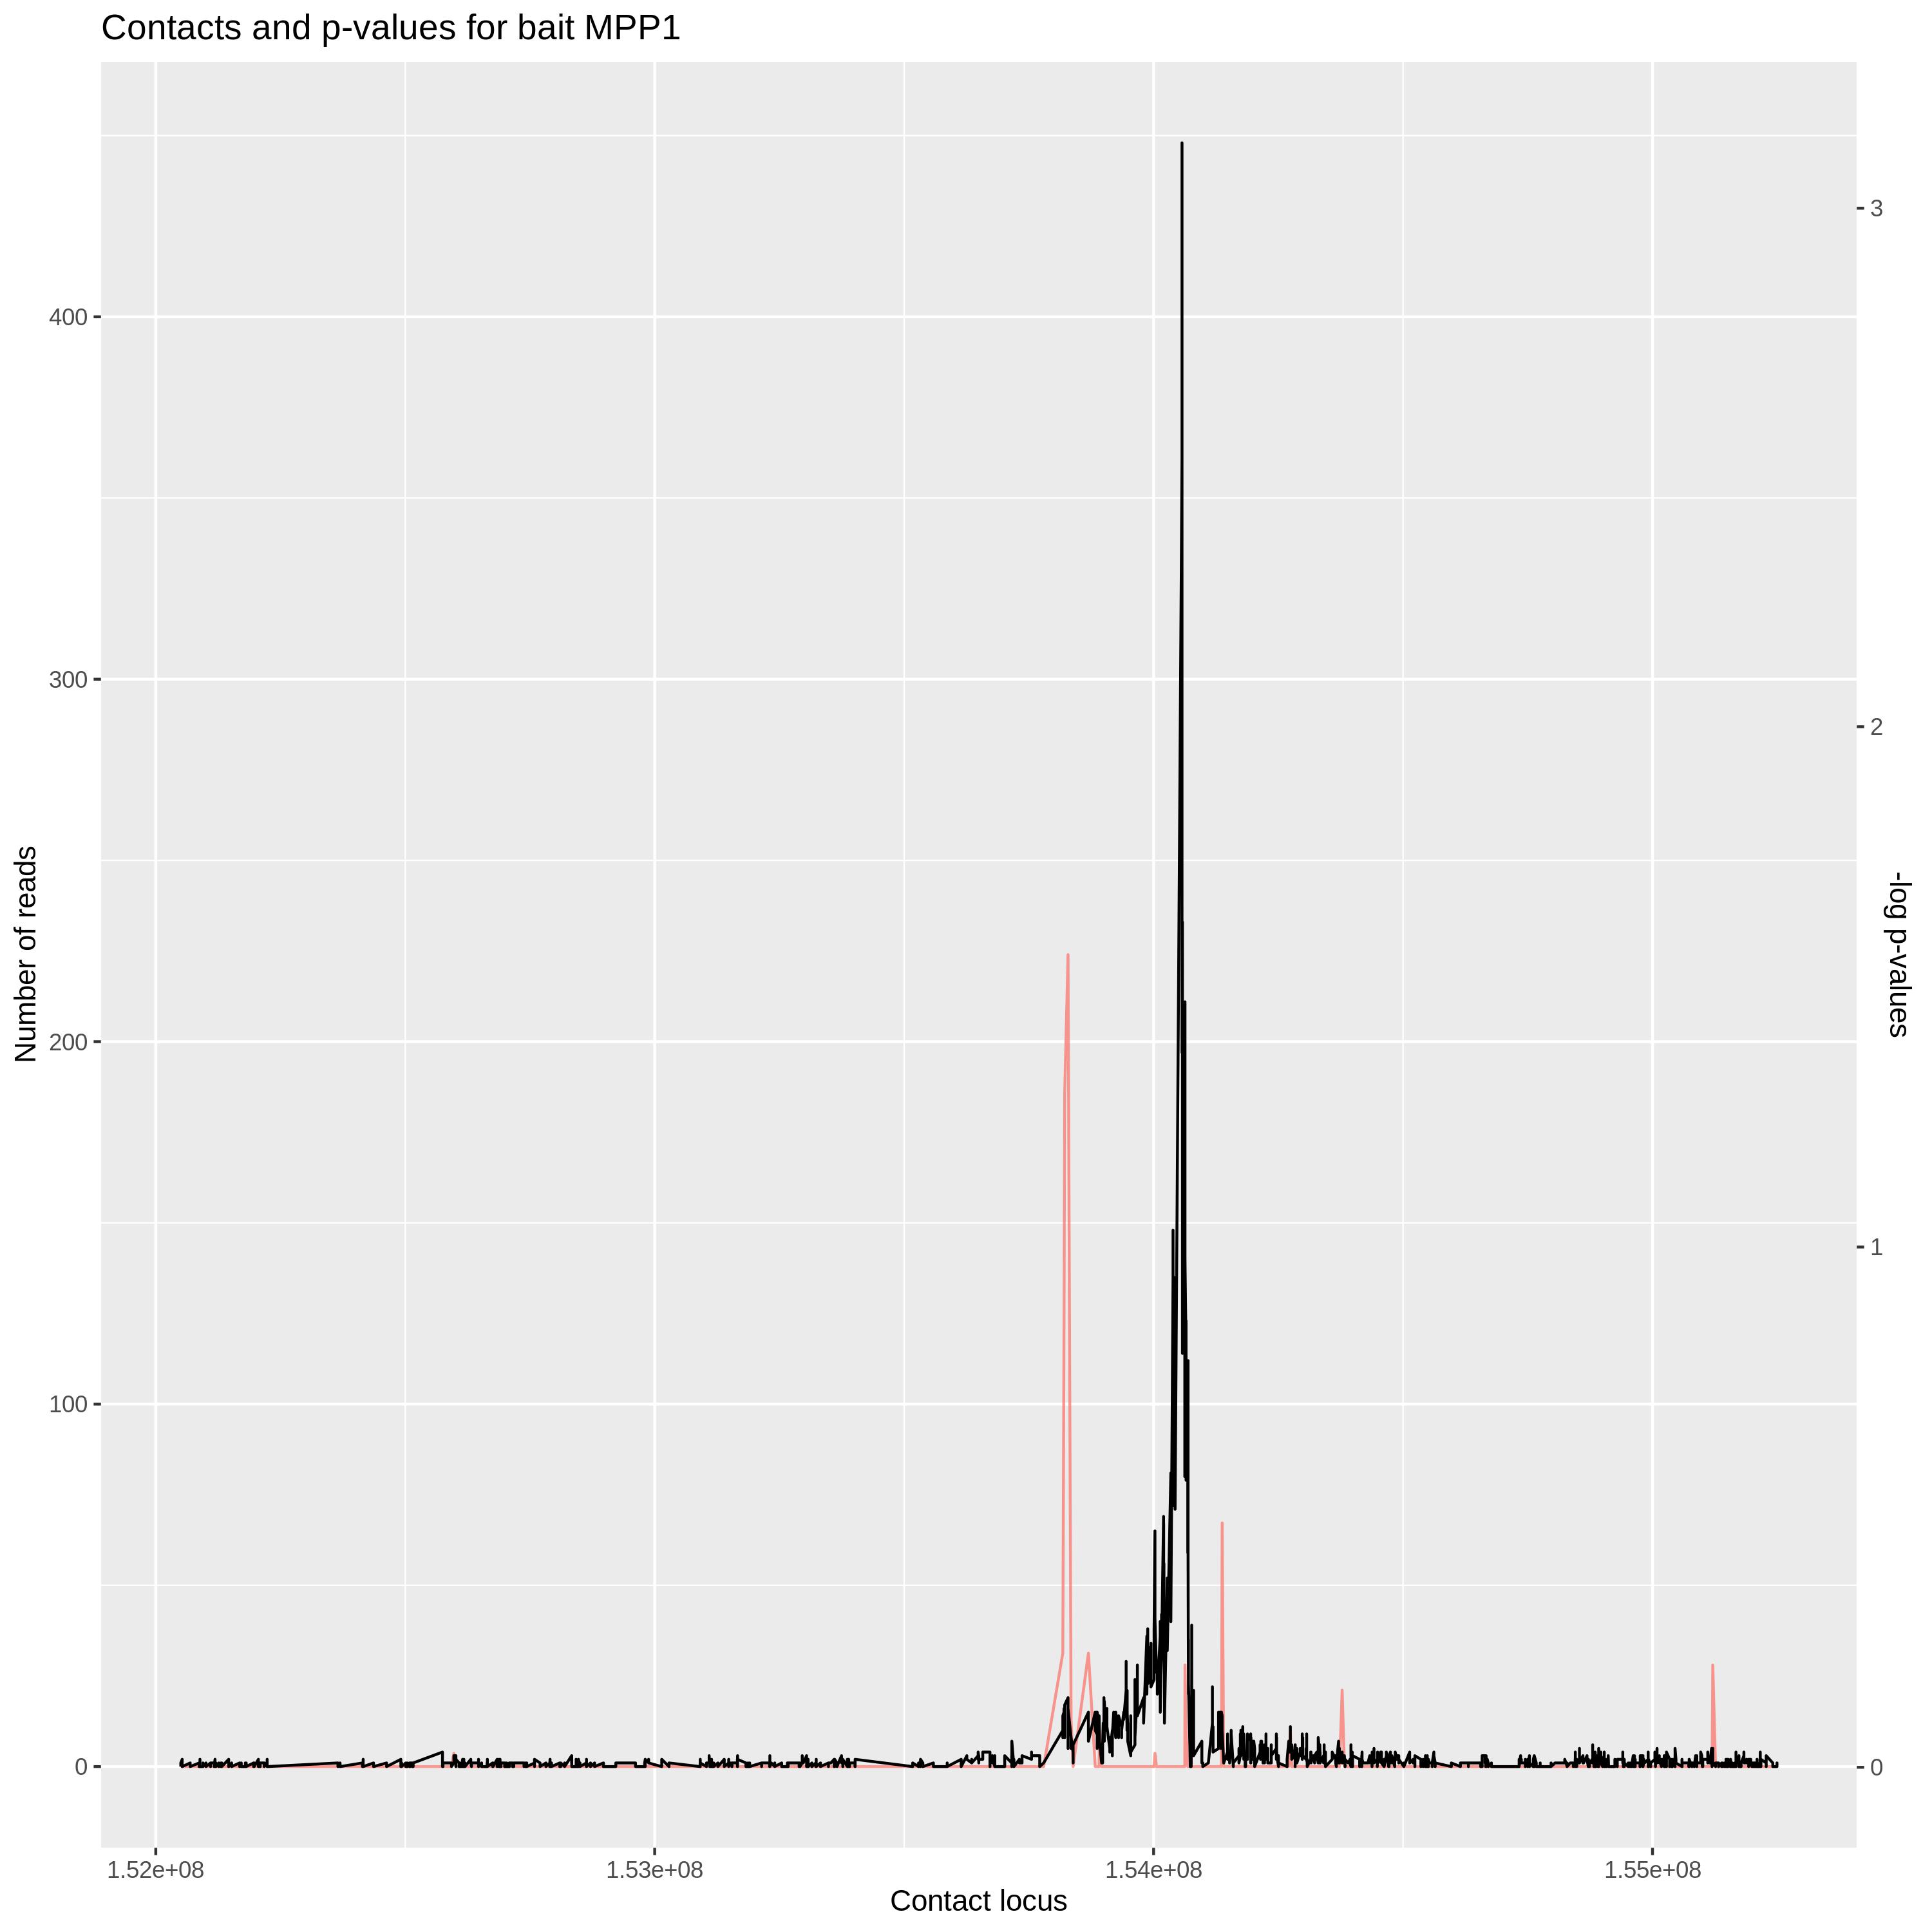 Contacts and p-values for bait MPP1
Number of reads
400
300
200
100
0
3
2
1
0
-log p-values
1.52e+08
1.53e+08
1.54e+08
1.55e+08
Contact locus